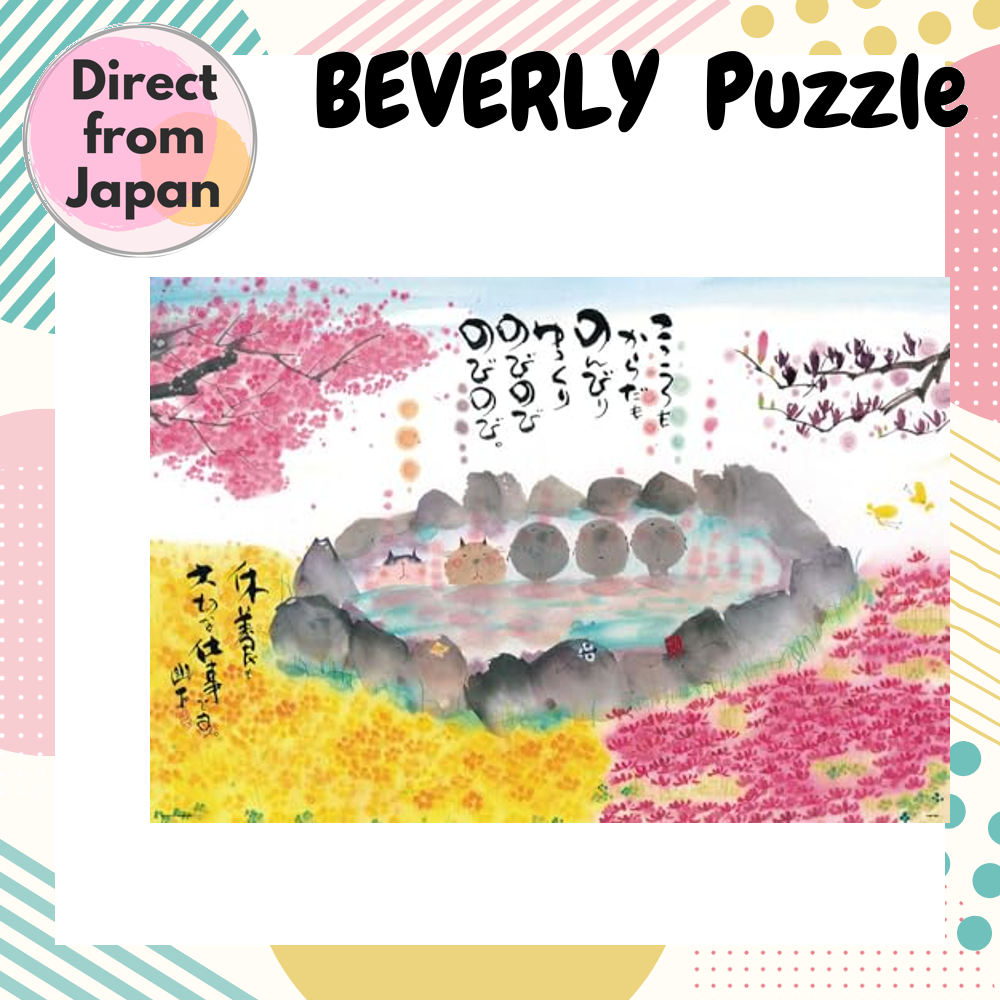 Direct
from
Japan
BEVERLY Puzzle
こころも
からだも
のんびり
ゆっくり
のびのび
のびのび。
休養も
大切な仕事です。